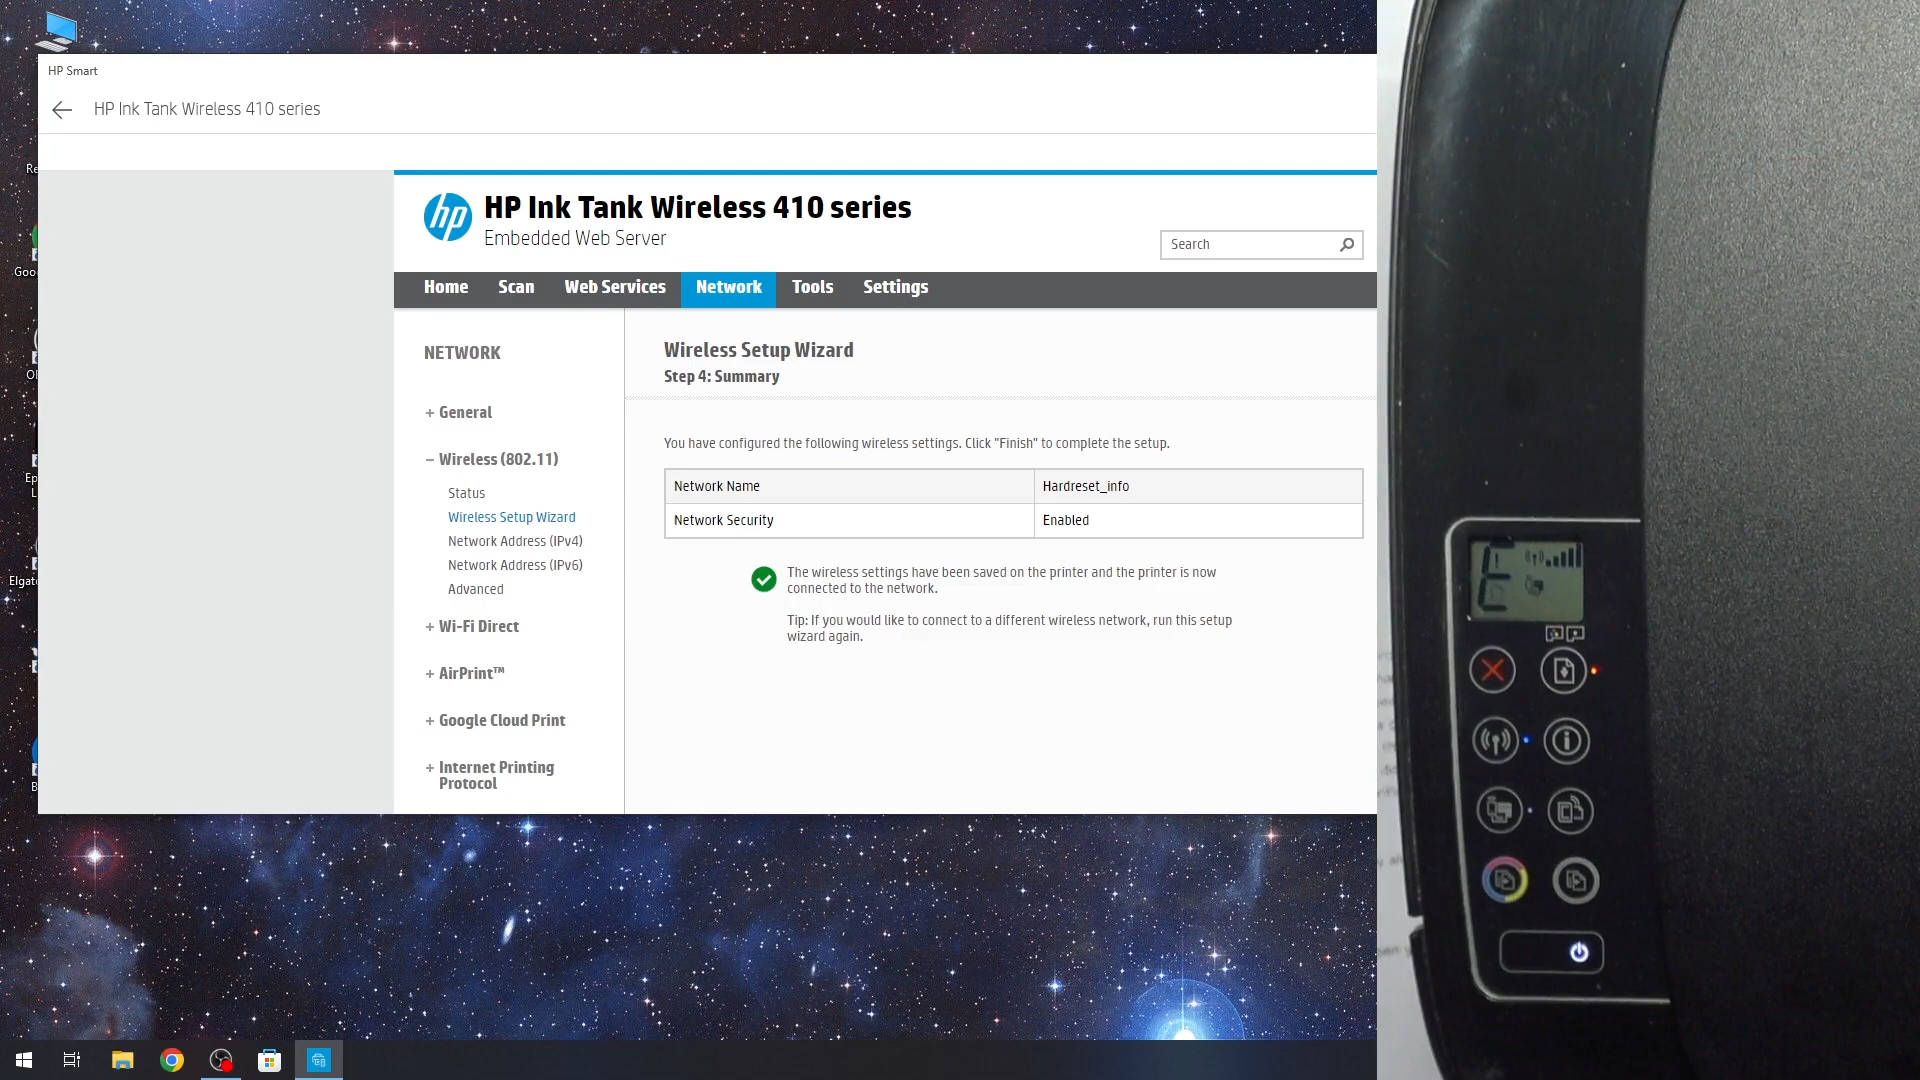 HP Smart
HP Ink Tank Wireless 410 series
hp
HP Ink Tank Wireless 410 series
Embedded Web Server
Search
Home
Scan
Web Services
Network
Tools
Settings
NETWORK
+ General
– Wireless (802.11)
Status
Wireless Setup Wizard
Network Address (IPv4)
Network Address (IPv6)
Advanced
+ Wi-Fi Direct
+ AirPrint™
+ Google Cloud Print
+ Internet Printing
Protocol
Wireless Setup Wizard
Step 4: Summary
You have configured the following wireless settings. Click "Finish" to complete the setup.
Network Name
Hardreset_info
Network Security
Enabled
The wireless settings have been saved on the printer and the printer is now
connected to the network.
Tip: If you would like to connect to a different wireless network, run this setup
wizard again.